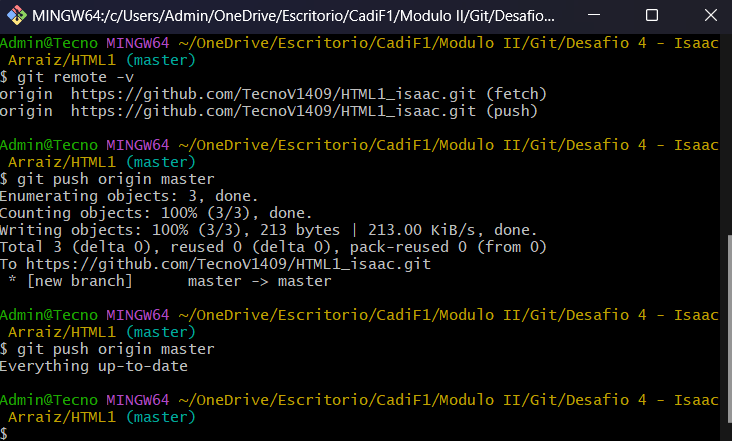 MINGW64:/c/Users/Admin/OneDrive/Escritorio/CadiF1/Modulo II/Git/Desafio...
Admin@Tecno MINGW64 ~/OneDrive/Escritorio/CadiF1/Modulo II/Git/Desafio 4 - Isaac
Arraiz/HTML1 (master)
$ git remote -v
origin  https://github.com/TecnoV1409/HTML1_isaac.git (fetch)
origin  https://github.com/TecnoV1409/HTML1_isaac.git (push)
Admin@Tecno MINGW64 ~/OneDrive/Escritorio/CadiF1/Modulo II/Git/Desafio 4 - Isaac
Arraiz/HTML1 (master)
$ git push origin master
Enumerating objects: 3, done.
Counting objects: 100% (3/3), done.
Writing objects: 100% (3/3), 213 bytes | 213.00 KiB/s, done.
Total 3 (delta 0), reused 0 (delta 0), pack-reused 0 (from 0)
To https://github.com/TecnoV1409/HTML1_isaac.git
 * [new branch]      master -> master
Admin@Tecno MINGW64 ~/OneDrive/Escritorio/CadiF1/Modulo II/Git/Desafio 4 - Isaac
Arraiz/HTML1 (master)
$ git push origin master
Everything up-to-date
Admin@Tecno MINGW64 ~/OneDrive/Escritorio/CadiF1/Modulo II/Git/Desafio 4 - Isaac
Arraiz/HTML1 (master)
$